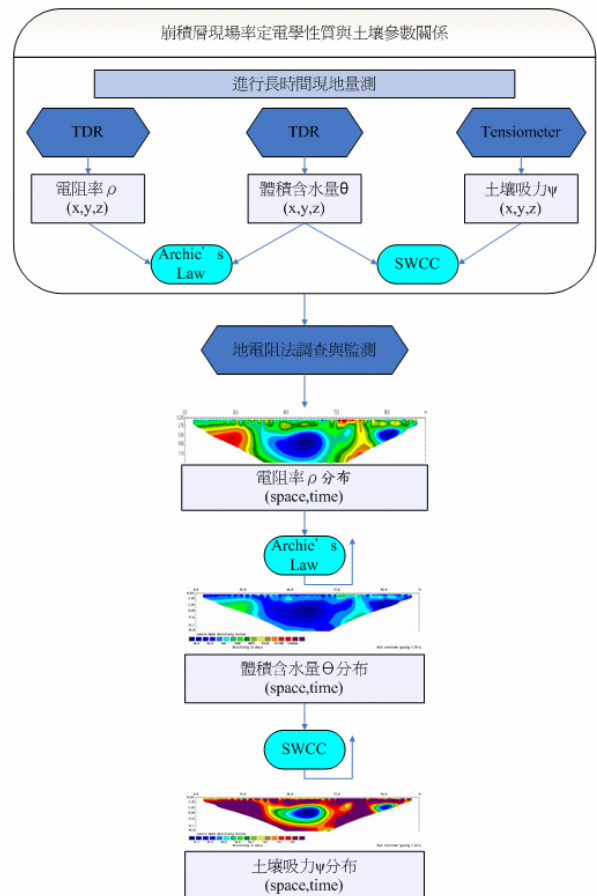 崩積層現場率定電學性質與土壤參數關係
進行長時間現地量測
TDR
TDR
Tensiometer
電阻率ρ
(x,y,z)
體積含水量θ
(x,y,z)
土壤吸力ψ
(x,y,z)
Archie's
Law
SWCC
地電阻法調查與監測
電阻率ρ分布
(space,time)
Archie's
Law
體積含水量Θ分布
(space,time)
SWCC
土壤吸力ψ分布
(space,time)